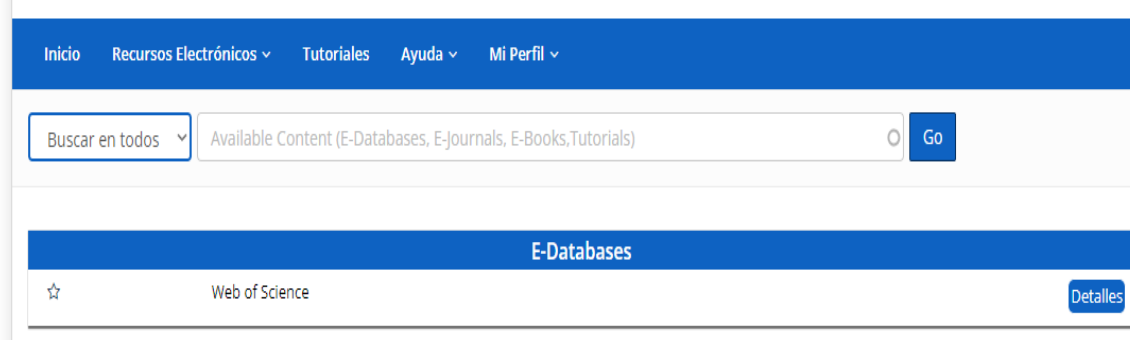 Inicio Recursos Electrónicos Tutoriales Ayuda Mi Perfil
Buscar en todos Available Content (E-Databases, E-Journals, E-Books,Tutorials) Go
E-Databases
Web of Science Detalles